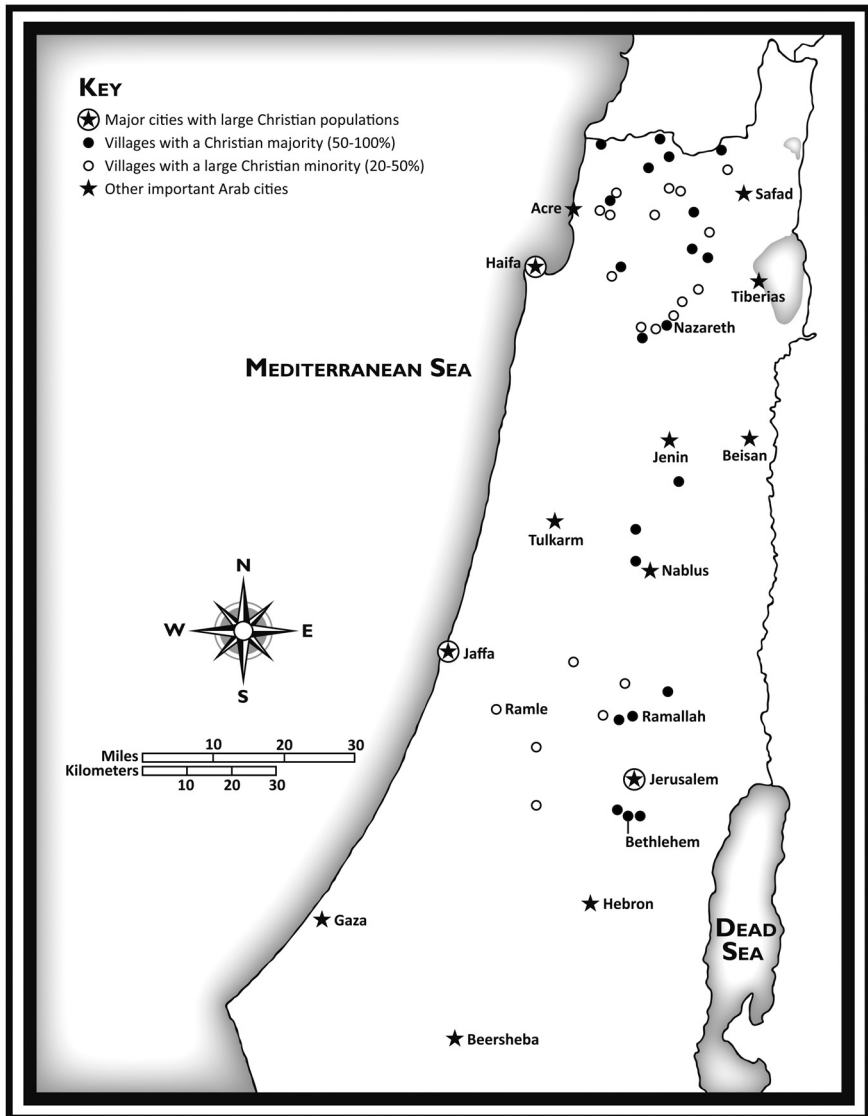 KEY
Major cities with large Christian populations
Villages with a Christian majority (50-100%)
Villages with a large Christian minority (20-50%)
Other important Arab cities
Safad
Acre
Haifa
Tiberias
Nazareth
MEDITERRANEAN SEA
Jenin
Beisan
Tulkarm
N
Nablus
W
E
S
Jaffa
Ramle
Ramallah
Miles
10
20
30
Kilometers
10
20
30
Jerusalem
Bethlehem
Hebron
Gaza
DEAD
SEA
Beersheba